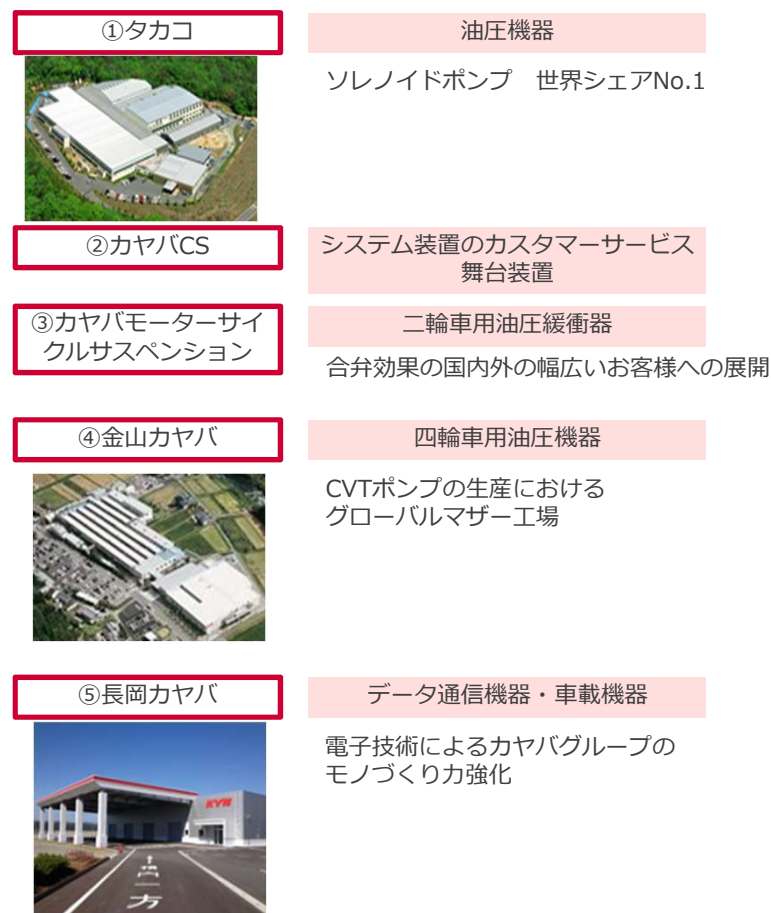 ①タカコ
油圧機器
ソレノイドポンプ　世界シェアNo.1
②カヤバCS
システム装置のカスタマーサービス
舞台装置
③カヤバモーターサイ
クルサスペンション
二輪車用油圧緩衝器
合弁効果の国内外の幅広いお客様への展開
④金山カヤバ
四輪車用油圧機器
CVTポンプの生産における
グローバルマザー工場
⑤長岡カヤバ
データ通信機器・車載機器
電子技術によるカヤバグループの
モノづくり力強化
KYB
一方